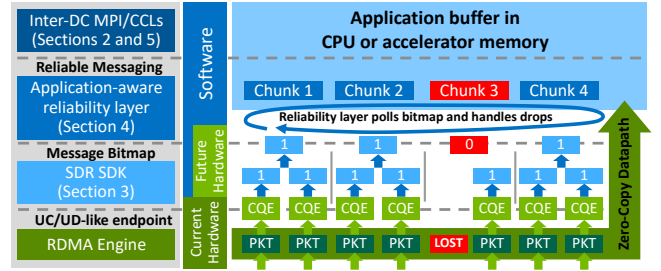 Inter-DC MPI/CCLs
(Sections 2 and 5)
Reliable Messaging
Application-aware
reliability layer
(Section 4)
Message Bitmap
SDR SDK
(Section 3)
UC/UD-like endpoint
RDMA Engine
Software
Future
Hardware
Current
Hardware
Application buffer in
CPU or accelerator memory
Chunk 1 Chunk 2 Chunk 3 Chunk 4
Reliability layer polls bitmap and handles drops
1 1 0 1
1 1 1 1 1 1 1
CQE CQE CQE CQE CQE CQE CQE
PKT PKT PKT PKT LOST PKT PKT PKT
Zero-Copy Datapath